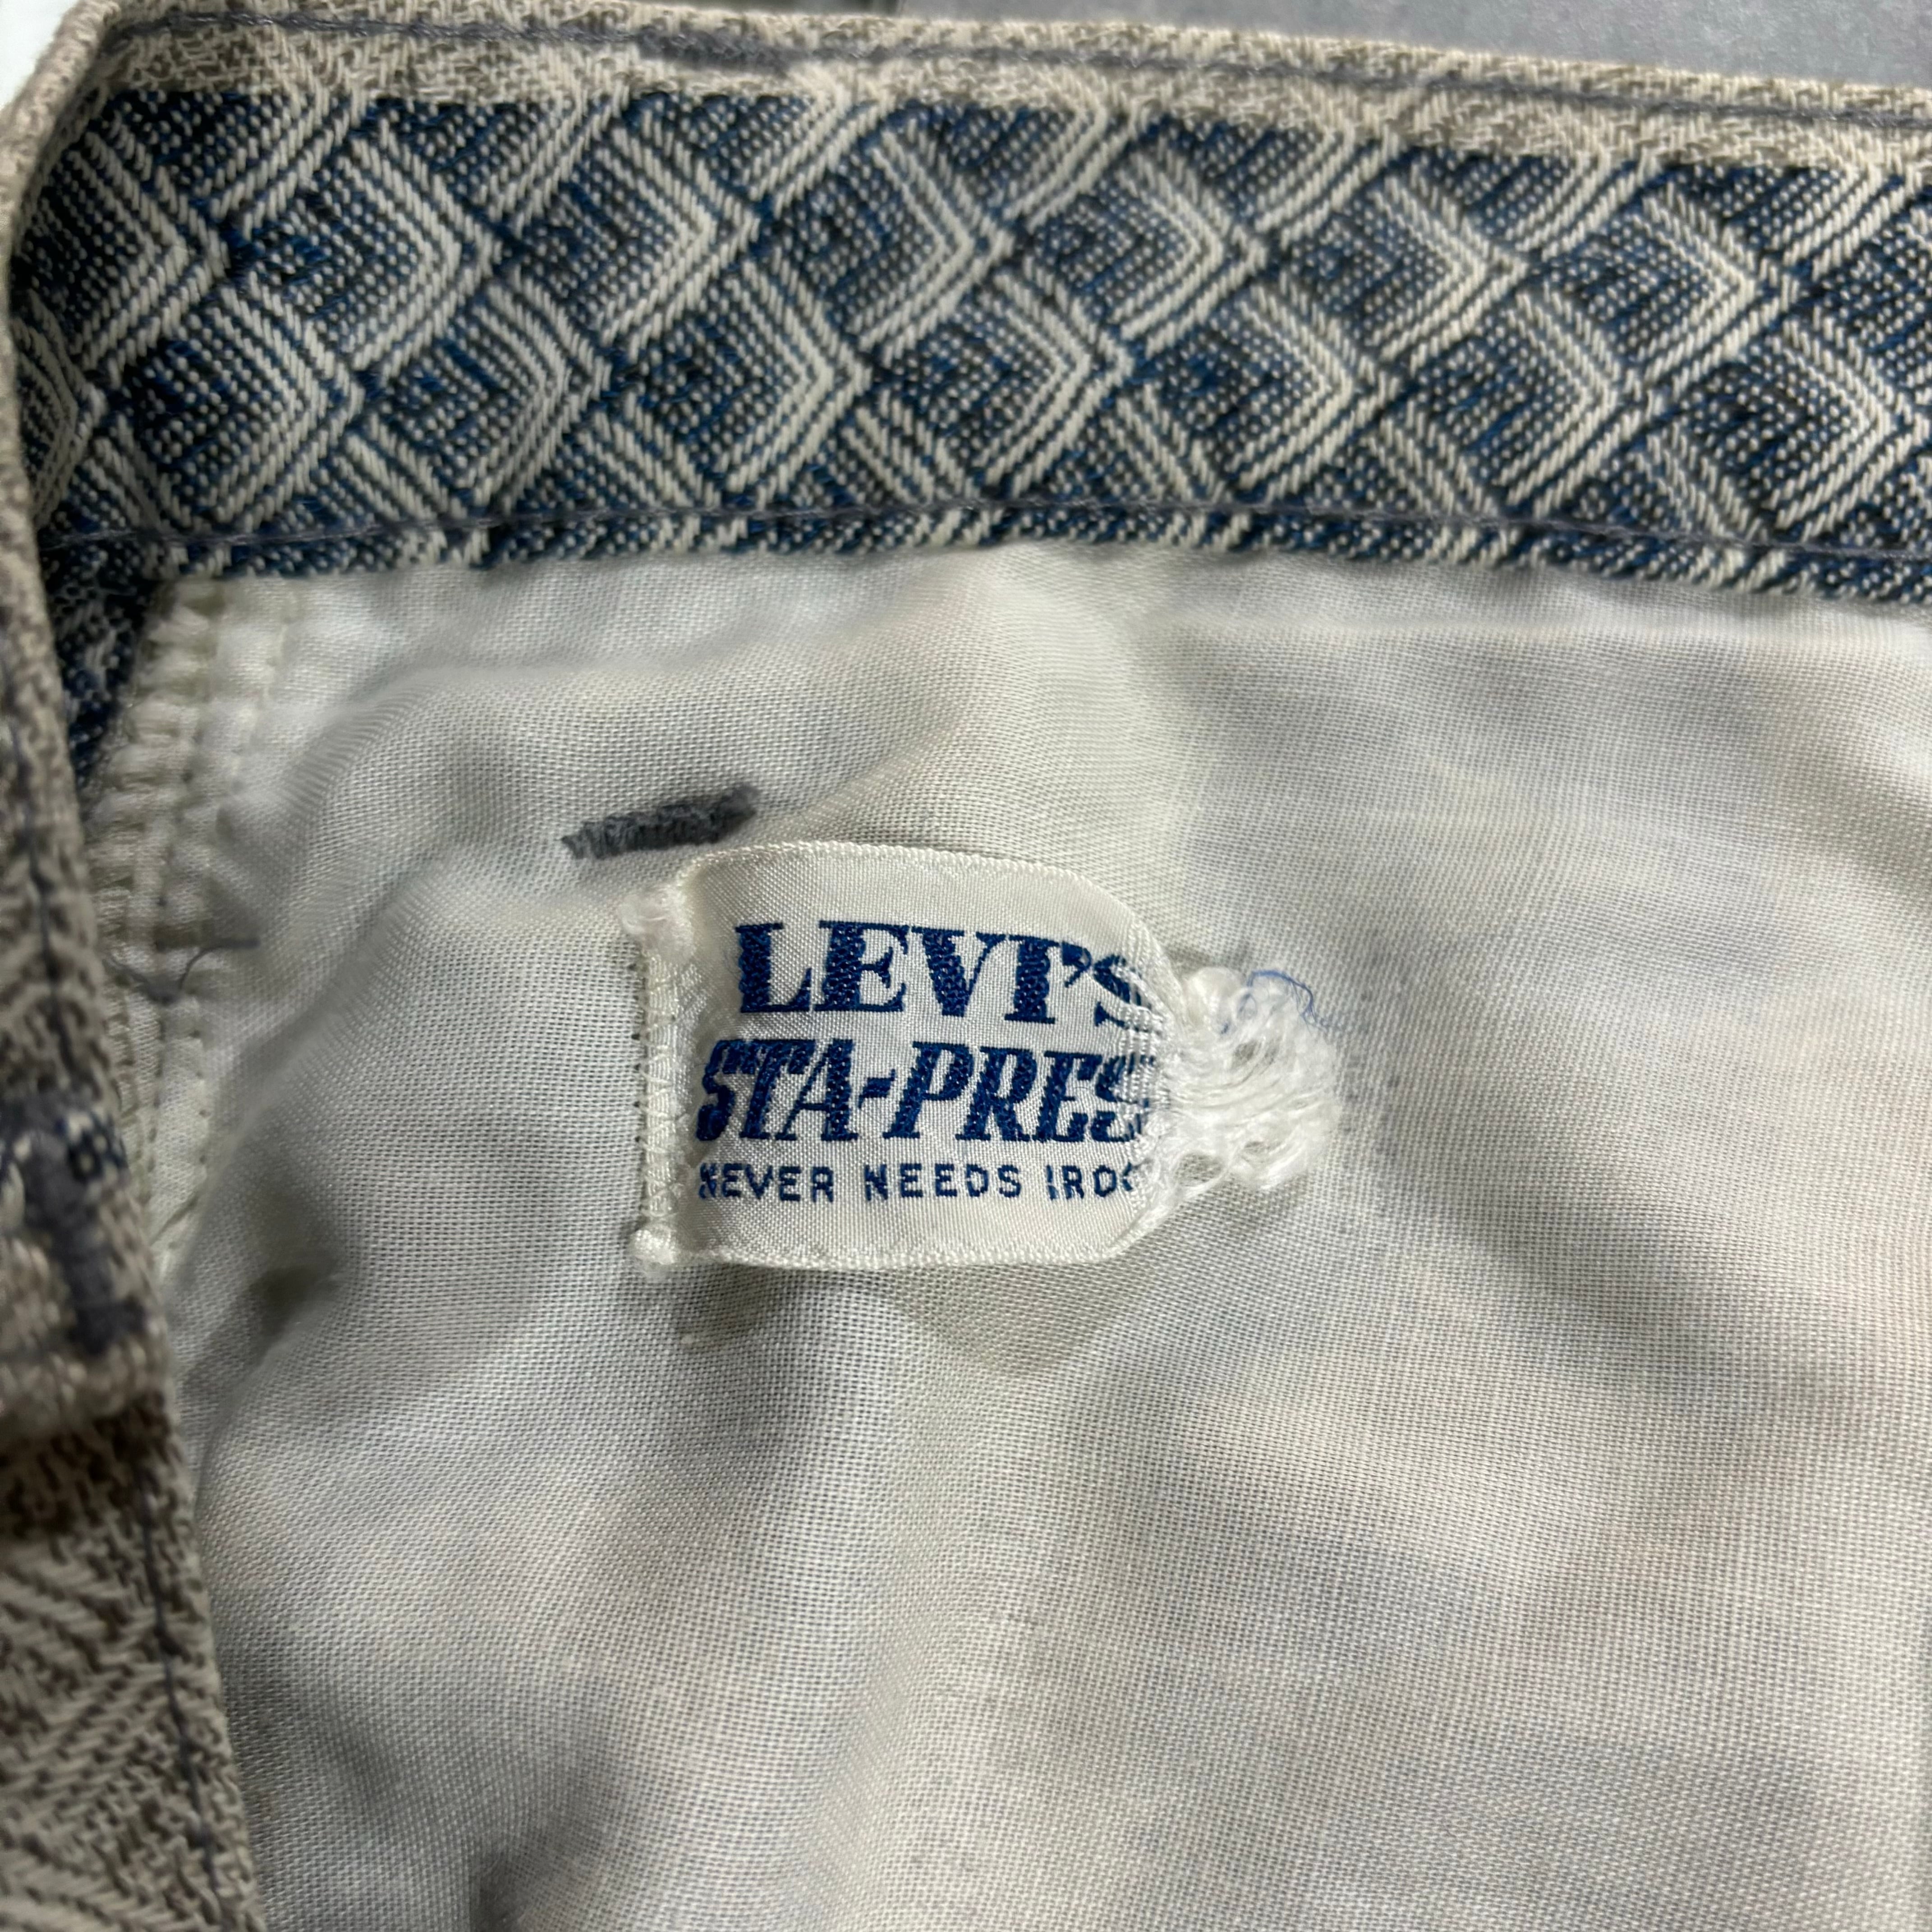 LEVI'S
STA-PRES
NEVER NEEDS IRO